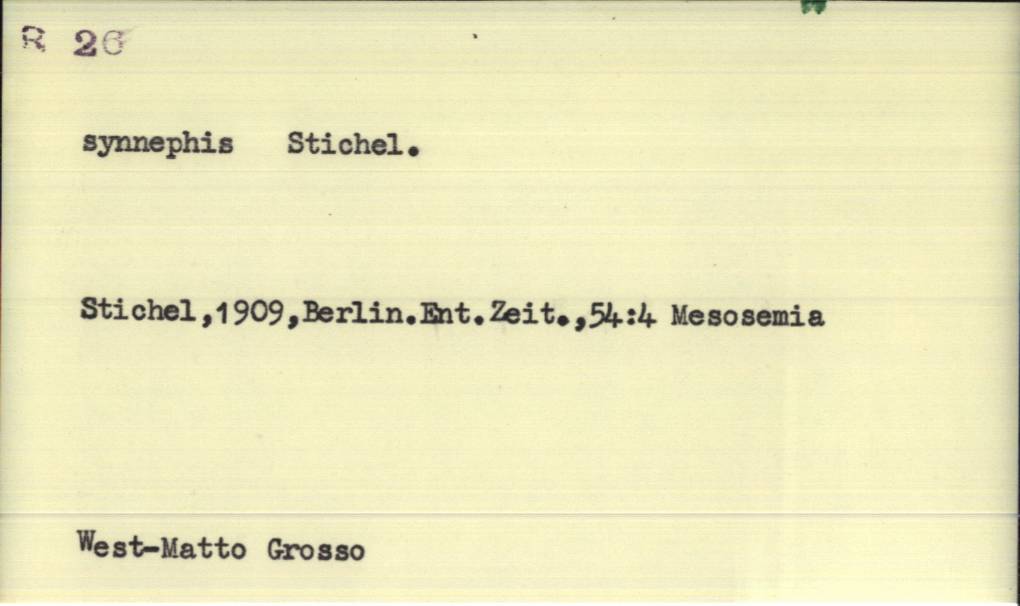 R 26
synnephis Stichel.
Stichel,1909,Berlin.Ent.Zeit.,54:4 Mesosemia
West-Matto Grosso